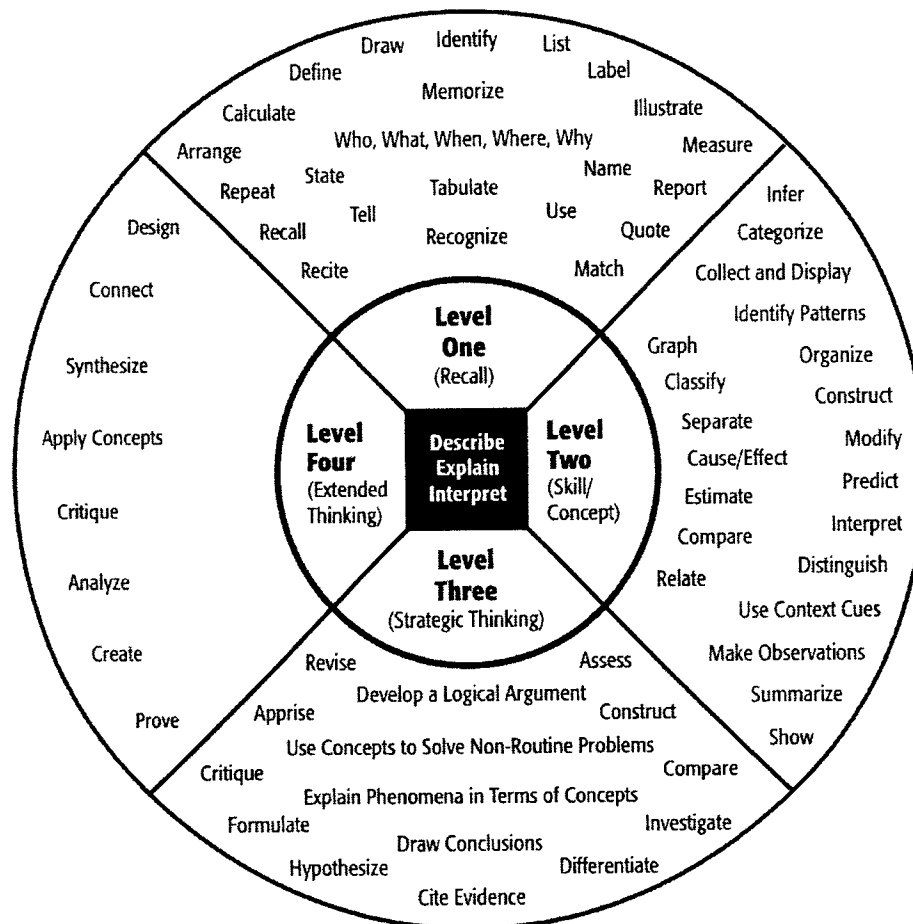 Draw
Identify
List
Define
Label
Calculate
Memorize
Illustrate
Arrange
Who, What, When, Where, Why
Measure
Repeat
State
Tabulate
Name
Report
Recall
Tell
Recognize
Use
Quote
Recite
Match
Infer
Categorize
Collect and Display
Identify Patterns
Graph
Organize
Classify
Construct
Separate
Modify
Cause/Effect
Predict
Estimate
Interpret
Compare
Distinguish
Relate
Use Context Cues
Make Observations
Summarize
Show
Design
Connect
Synthesize
Apply Concepts
Critique
Analyze
Create
Prove
Level
One
(Recall)
Level
Four
(Extended
Thinking)
Describe
Explain
Interpret
Level
Two
(Skill/
Concept)
Level
Three
(Strategic Thinking)
Revise
Assess
Develop a Logical Argument
Apprise
Construct
Use Concepts to Solve Non-Routine Problems
Critique
Compare
Explain Phenomena in Terms of Concepts
Formulate
Investigate
Draw Conclusions
Hypothesize
Differentiate
Cite Evidence